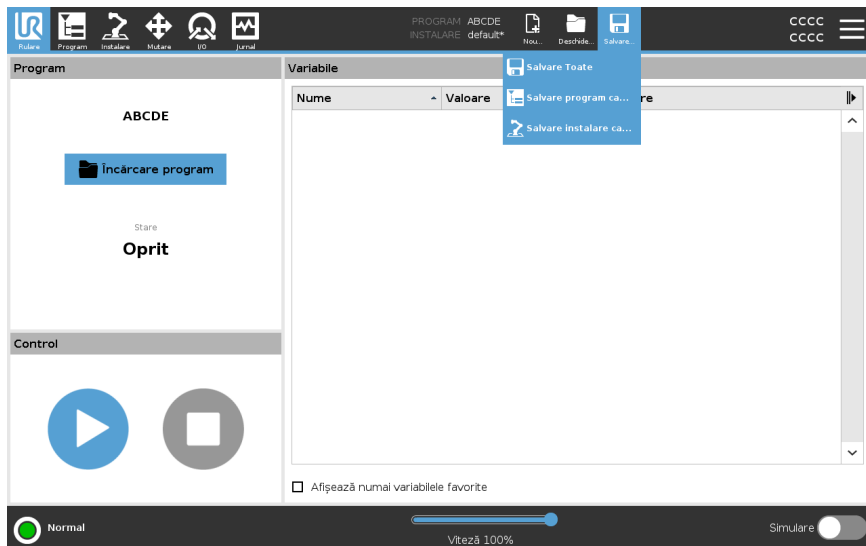 PROGRAM ABCDE
INSTALARE default*
CCCC
CCCC
Rulare Program Instalare Mutare I/O Jurnal Nou... Deschide... Salvare...
Program
Variabile
Salvare Toate
Nume Valoare re
Salvare program ca...
Salvare instalare ca...
ABCDE
Încărcare program
Stare
Oprit
Control
Afișează numai variabilele favorite
Normal
Viteză 100%
Simulare